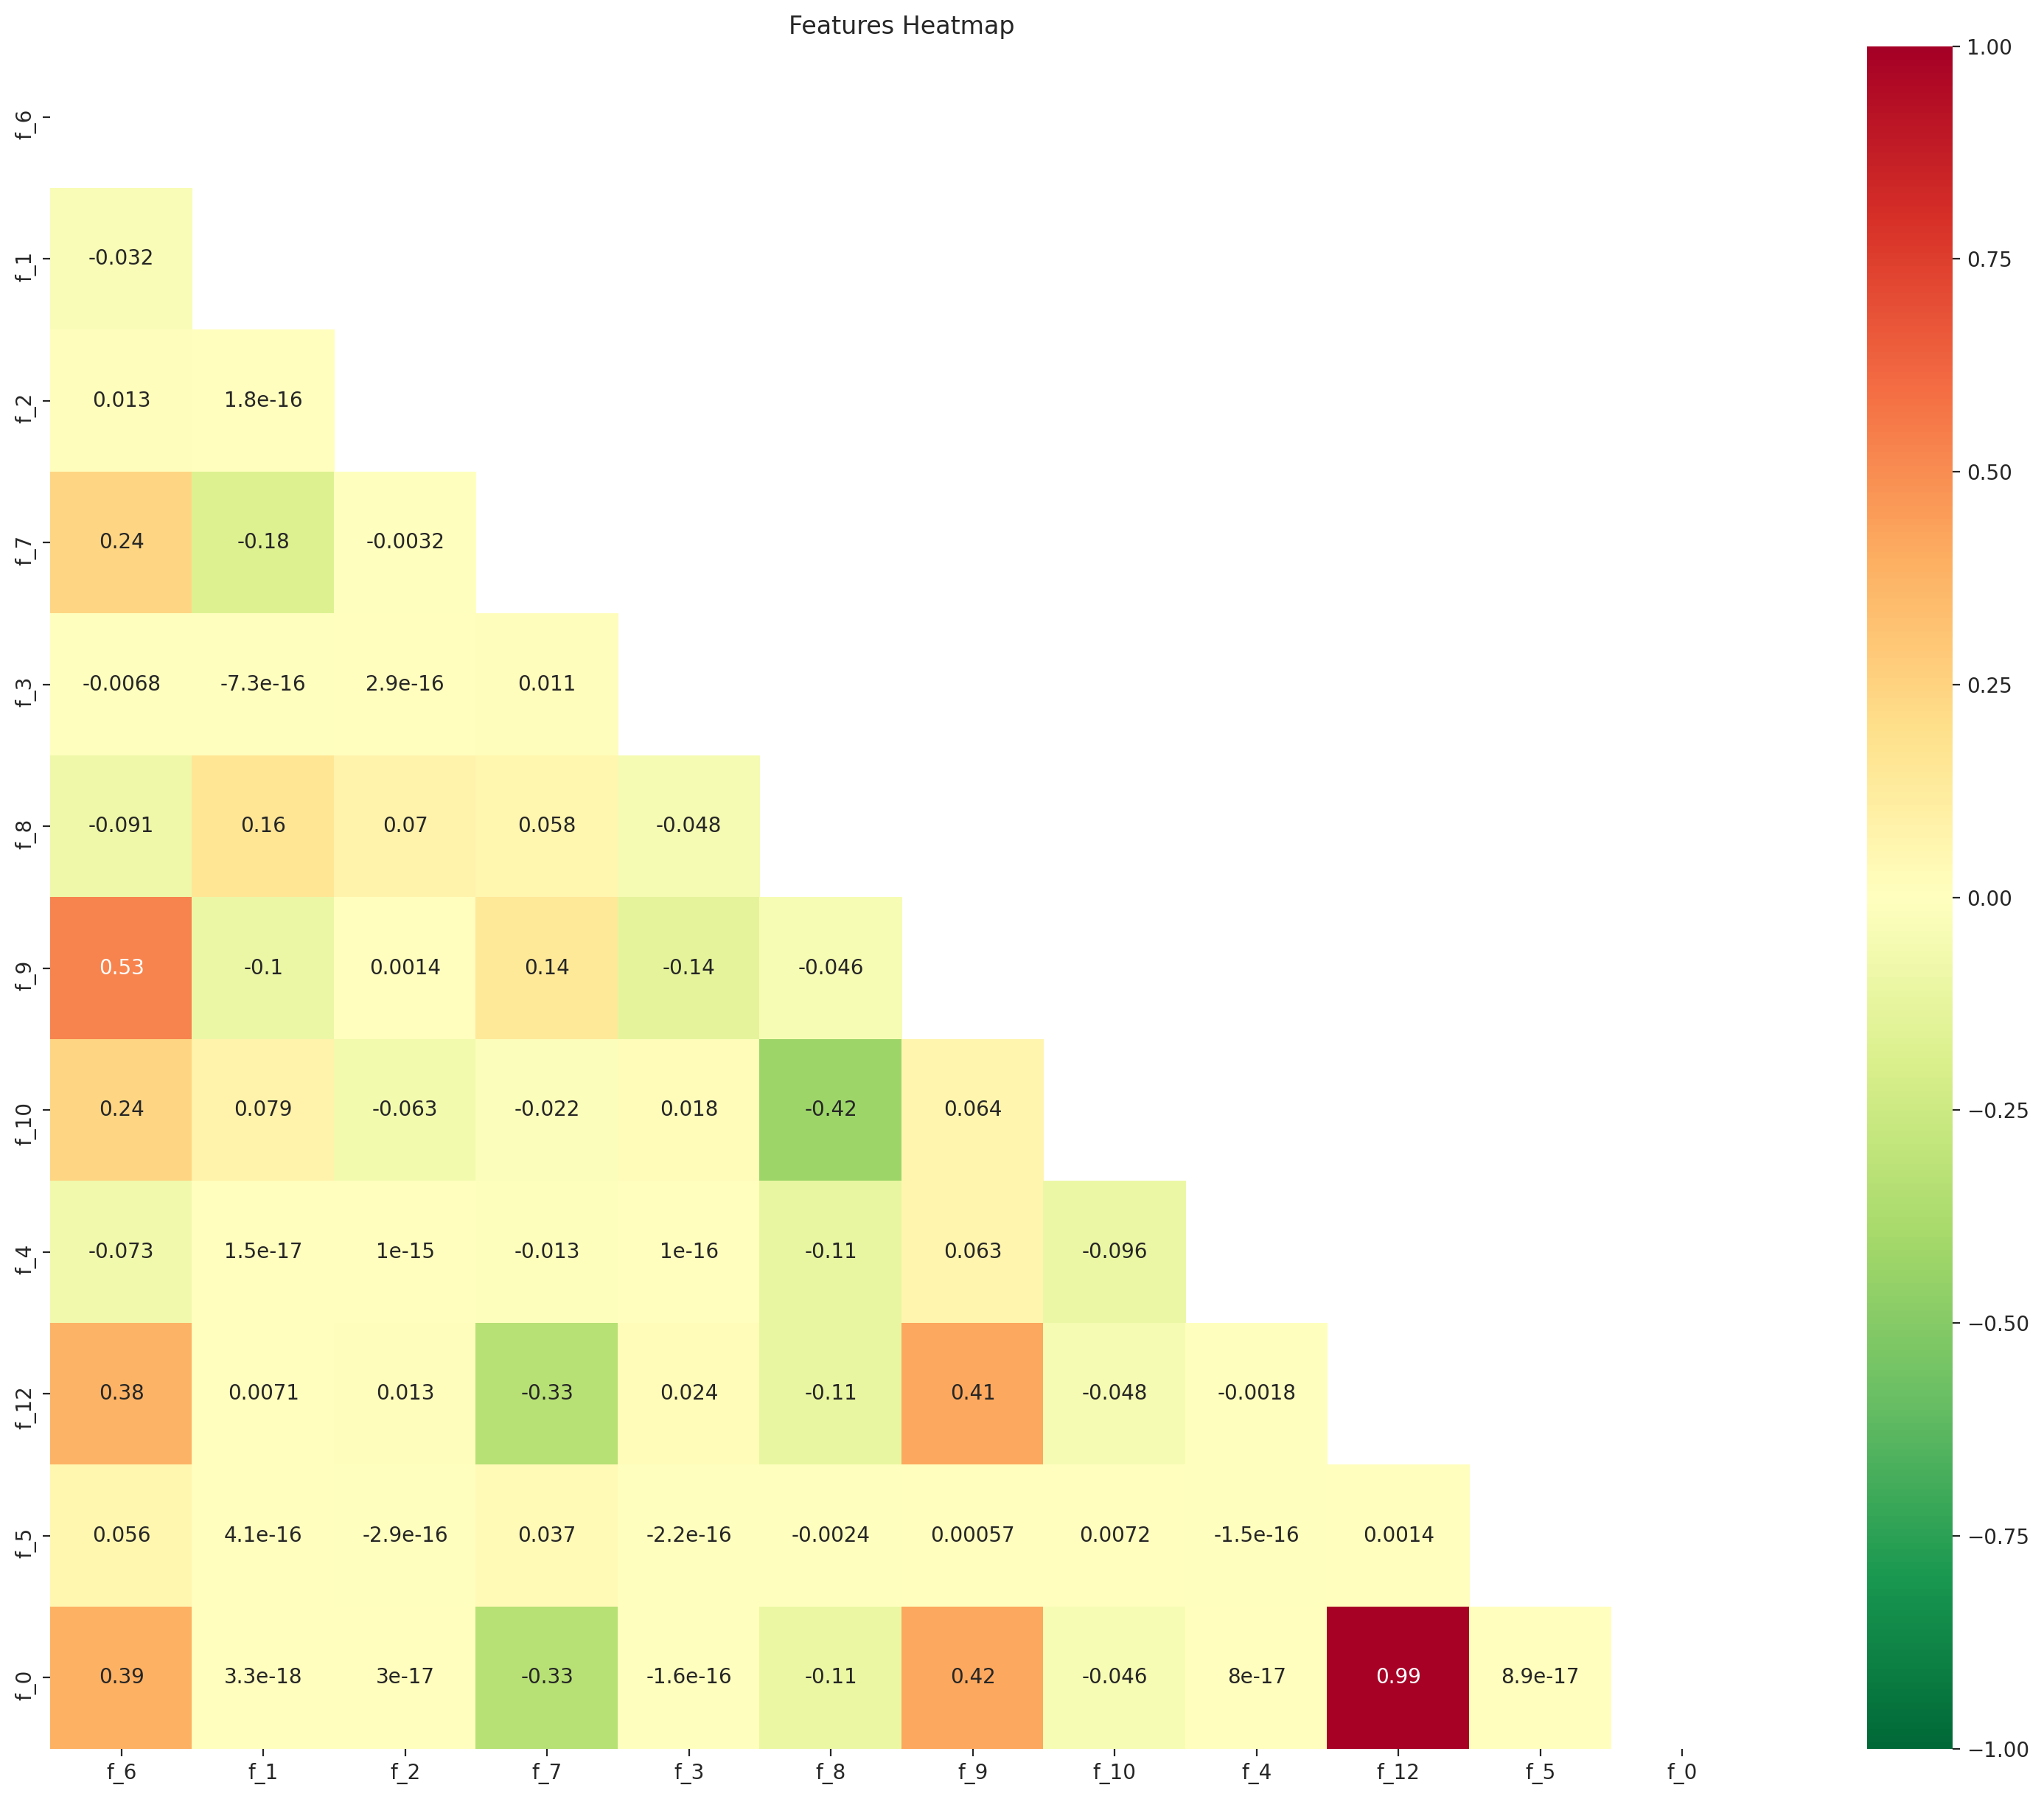 Features Heatmap
f_6
f_1 -0.032
f_2 0.013 1.8e-16
f_7 0.24 -0.18 -0.0032
f_3 -0.0068 -7.3e-16 2.9e-16 0.011
f_8 -0.091 0.16 0.07 0.058 -0.048
f_9 0.53 -0.1 0.0014 0.14 -0.14 -0.046
f_10 0.24 0.079 -0.063 -0.022 0.018 -0.42 0.064
f_4 -0.073 1.5e-17 1e-15 -0.013 1e-16 -0.11 0.063 -0.096
f_12 0.38 0.0071 0.013 -0.33 0.024 -0.11 0.41 -0.048 -0.0018
f_5 0.056 4.1e-16 -2.9e-16 0.037 -2.2e-16 -0.0024 0.00057 0.0072 -1.5e-16 0.0014
f_0 0.39 3.3e-18 3e-17 -0.33 -1.6e-16 -0.11 0.42 -0.046 8e-17 0.99 8.9e-17
f_6 f_1 f_2 f_7 f_3 f_8 f_9 f_10 f_4 f_12 f_5 f_0
1.00
0.75
0.50
0.25
0.00
−0.25
−0.50
−0.75
−1.00